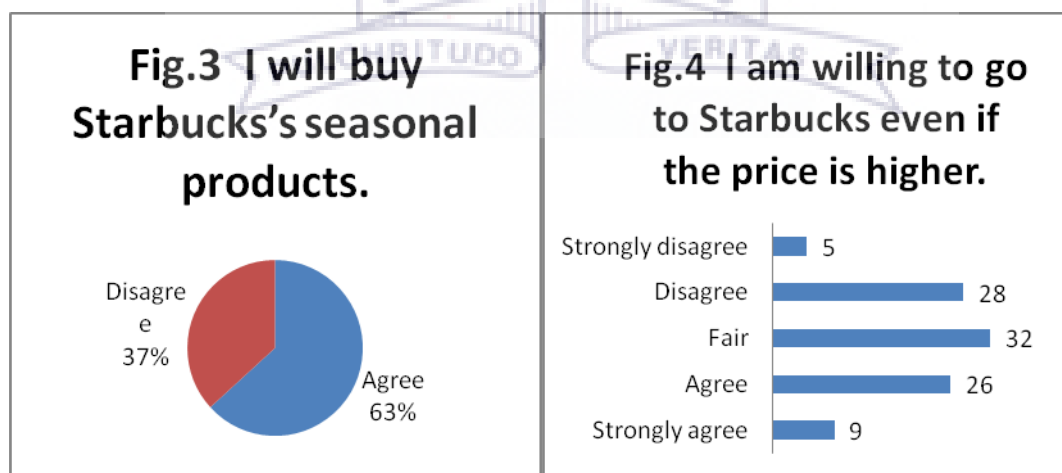 VERITAS
Fig.3 I will buy
Starbucks's seasonal
products.
Disagre
e
37%
Agree
63%
Fig.4 I am willing to go
to Starbucks even if
the price is higher.
Strongly disagree 5
Disagree 28
Fair 32
Agree 26
Strongly agree 9